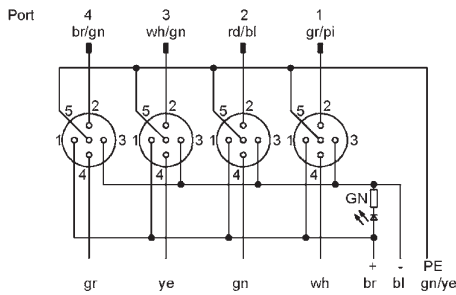 Port 4 3 2 1
br/gn wh/gn rd/bl gr/pi
5 2 5 2 5 2 5 2
1 3 1 3 1 3 1 3
4 4 4 4
GN
+ - PE
gr ye gn wh br bl gn/ye